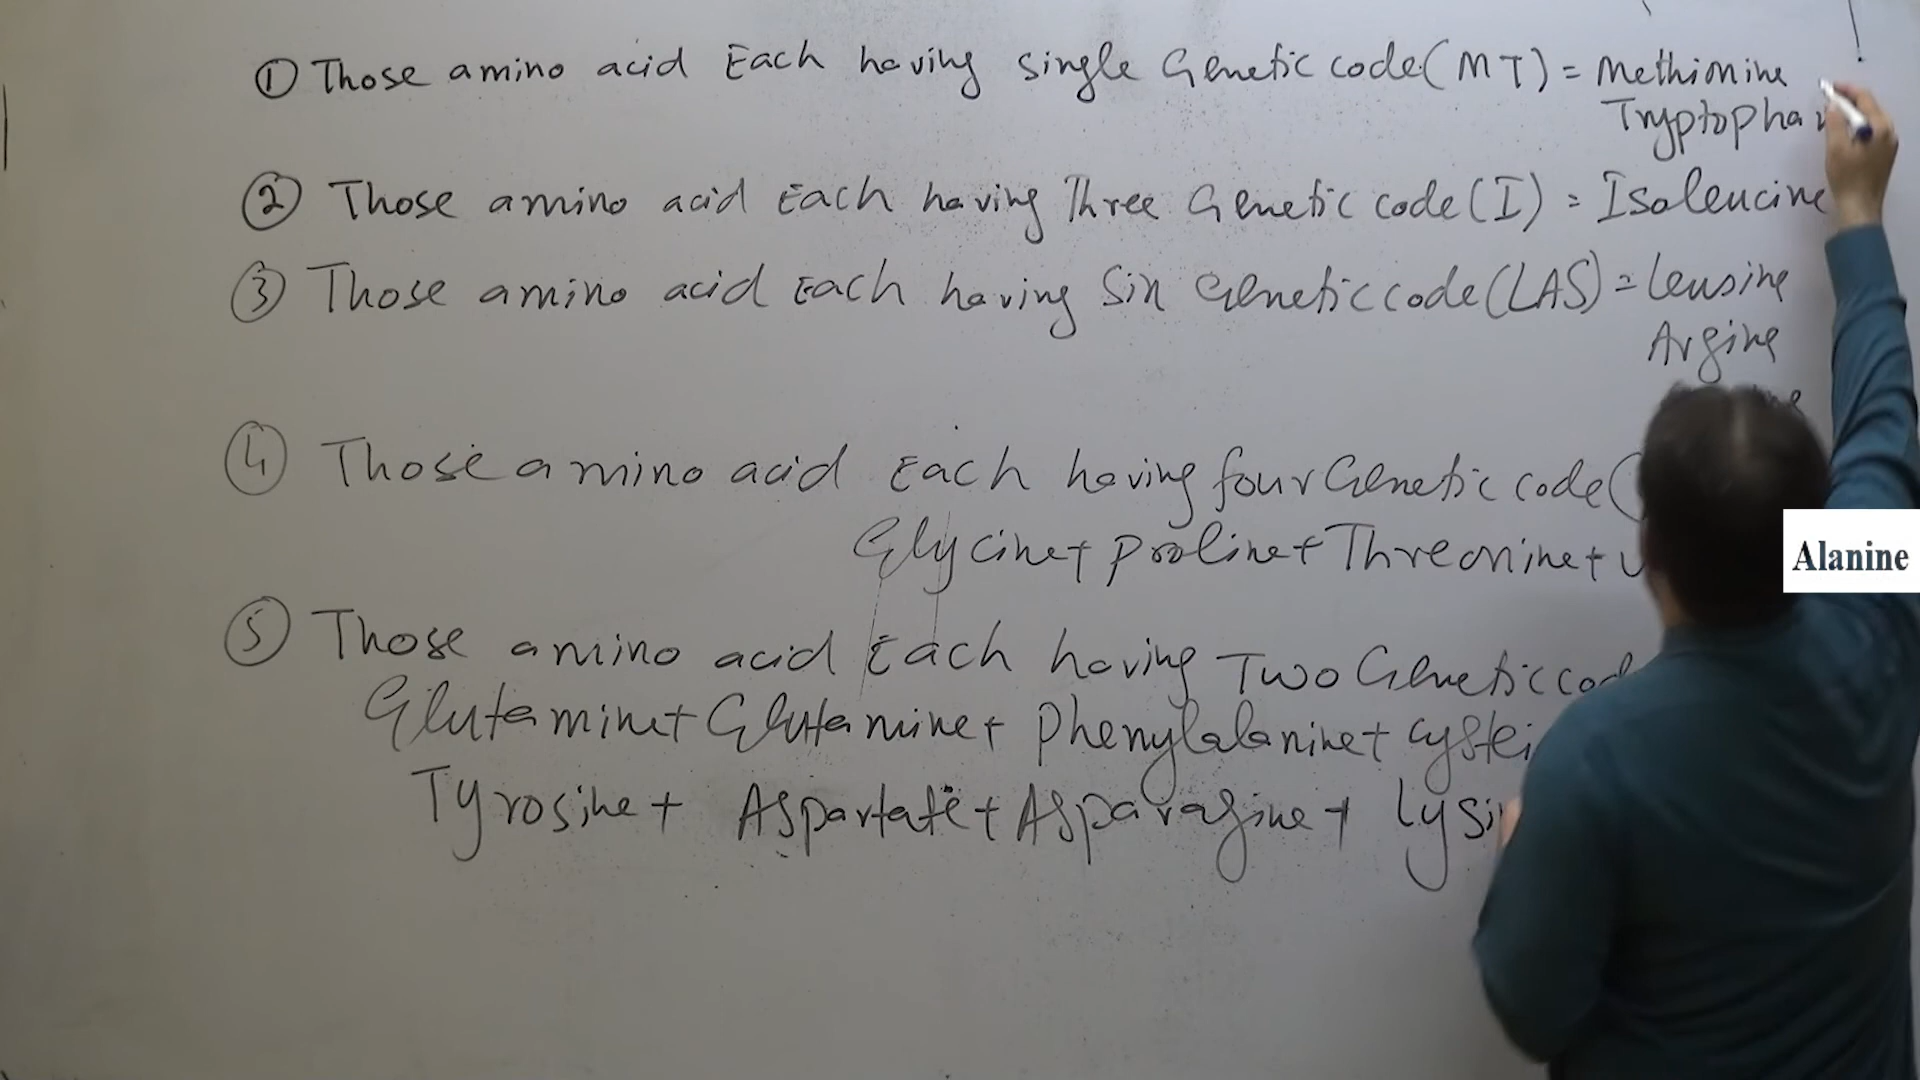 ① Those amino acid Each having single Genetic code (MT) = Methionine
Tryptopha
② Those amino acid Each having Three Genetic code (I) = Isoleucine
③ Those amino acid Each having Six Genetic code (LAS) = Leusine
Argine
④ Those amino acid Each having four Genetic code (
Glycine + Proline + Threonine +
Alanine
⑤ Those amino acid Each having Two Genetic cod
Glutamine + Glutamine + Phenylalanine + Cystei
Tyrosine + Aspartate + Asparagine + Lysi